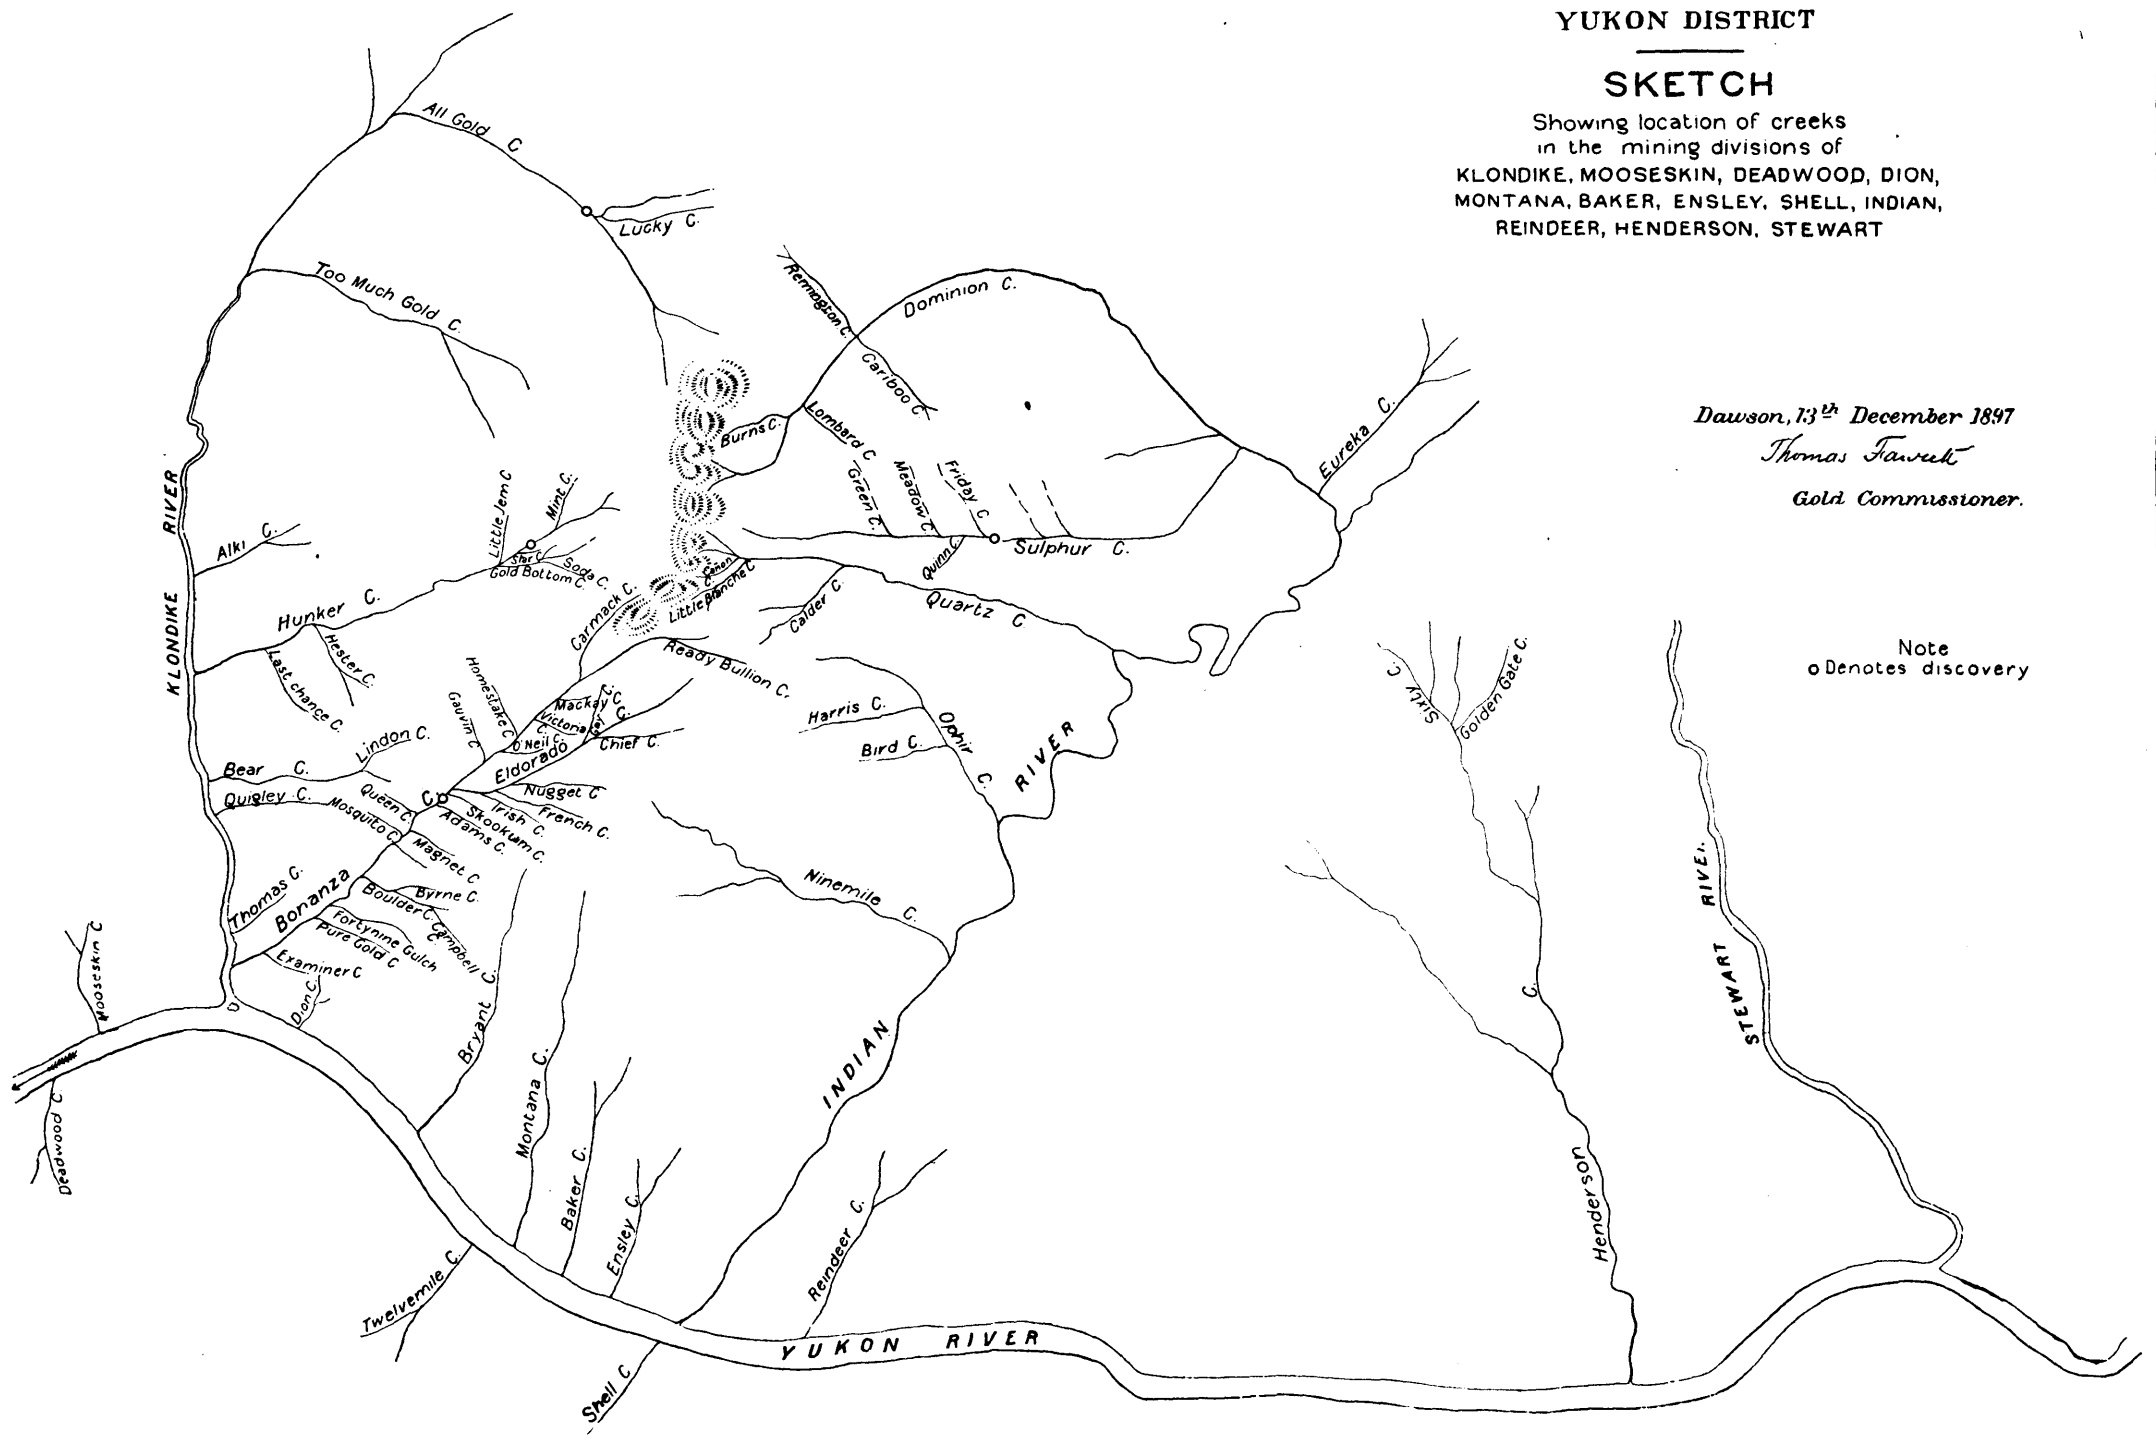 YUKON DISTRICT
SKETCH
Showing location of creeks
in the mining divisions of
KLONDIKE, MOOSESKIN, DEADWOOD, DION,
MONTANA, BAKER, ENSLEY, SHELL, INDIAN,
REINDEER, HENDERSON, STEWART
Dawson, 13th December 1897
Thomas Fawcett
Gold Commissioner.
Note
o Denotes discovery
All Gold C
Lucky C.
Too Much Gold C.
Remington C.
Dominion C.
Cariboo C.
Burns C.
Lombard C
Eureka C.
Green C.
Meadow C.
Friday C
Quinn C.
Sulphur C.
KLONDIKE RIVER
Alki C.
Little Jem C
Mint C.
Star C.
Soda C.
Gold Bottom C.
Hunker C.
Hester C.
Last chance C.
Carmack C.
Canon C.
Little Blanche C
Calder C.
Quartz C.
Ready Bullion C.
Homestake C
Gauvin C
Mackay C.
Victoria C.
Gay C.
O'Neil C.
Eldorado C.
Chief C.
Nugget C
French C.
Irish C.
Skookum C.
Adams C.
Lindon C.
Bear C.
Quigley C.
Queen C.
Mosquito C
Magnet C
Bonanza C.
Thomas C.
Boulder C.
Byrne C.
Campbell C
Fortynine Gulch
Pure Gold C
Examiner C
Dion C.
Harris C.
Bird C.
Ophir C.
Ninemile C.
INDIAN RIVER
Mooseskin C
Deadwood C
Bryant C.
Montana C.
Baker C.
Ensley C.
Twelvemile C.
Shell C
Reindeer C.
YUKON RIVER
Sixty C.
Golden Gate C.
Henderson C.
STEWART RIVER